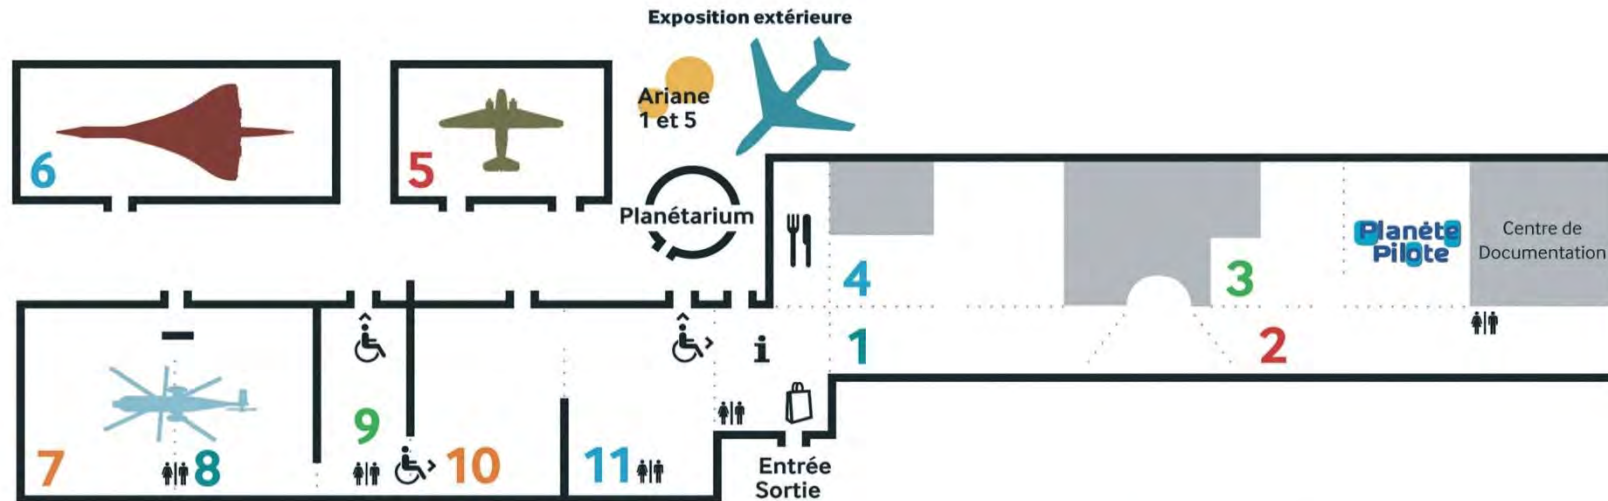 Exposition extérieure
Ariane
1 et 5
6
5
Planétarium
4
3
Planète
Pilote
Centre de
Documentation
i
1
2
9
7
8
10
11
Entrée
Sortie